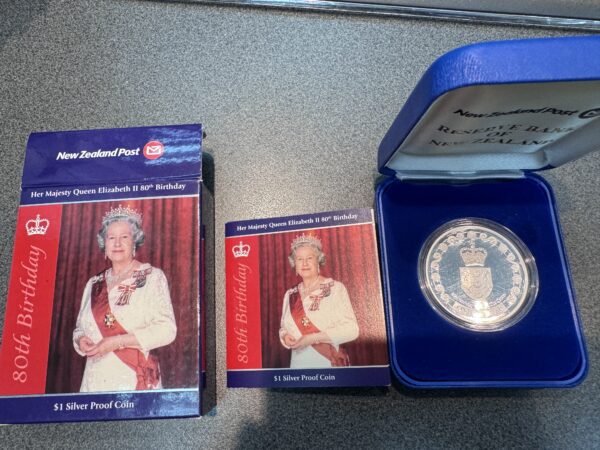 New Zealand Post
Her Majesty Queen Elizabeth II 80th Birthday
80th Birthday
$1 Silver Proof Coin
Her Majesty Queen Elizabeth II 80th Birthday
80th Birthday
$1 Silver Proof Coin
New Zealand Post
RESERVE BANK
OF
NEW ZEALAND